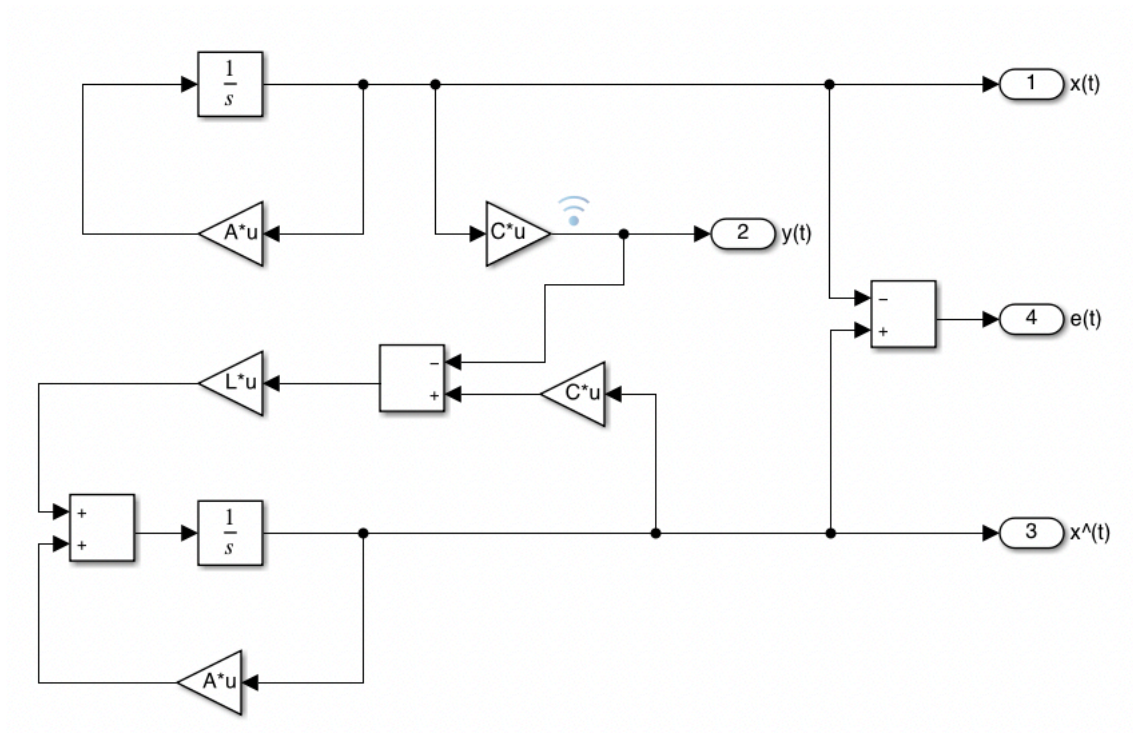 1
s
1
x(t)
A*u
C*u
2
y(t)
−
+
4
e(t)
L*u
−
+
C*u
+
+
1
s
3
x^(t)
A*u